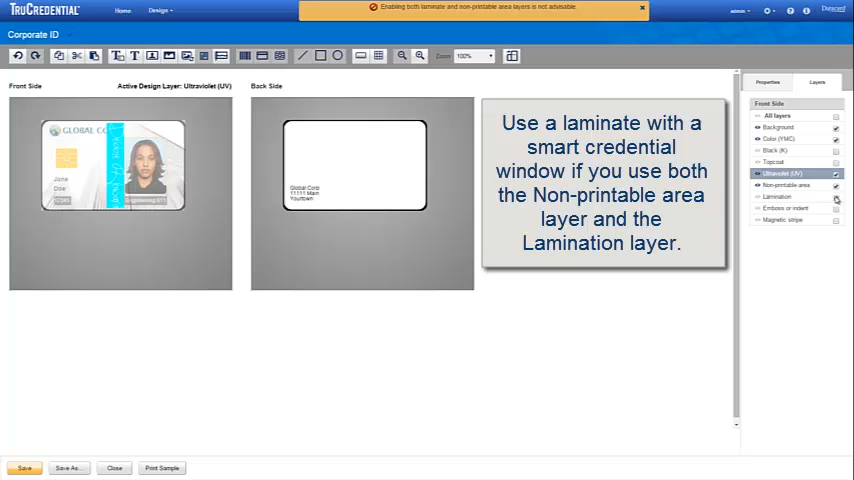 TRUCREDENTIAL
Home
Design
Enabling both laminate and non-printable area layers is not advisable.
admin
Datacard
Corporate ID
Zoom 100%
Front Side
Active Design Layer: Ultraviolet (UV)
Back Side
GLOBAL CO
Jane
Doe
12345
Engineering 611
Global Corp
11111 Main
Yourtown
Use a laminate with a
smart credential
window if you use both
the Non-printable area
layer and the
Lamination layer.
Properties
Layers
Front Side
All layers
Background
Color (YMC)
Black (K)
Topcoat
Ultraviolet (UV)
Non-printable area
Lamination
Emboss or indent
Magnetic stripe
Save
Save As...
Close
Print Sample